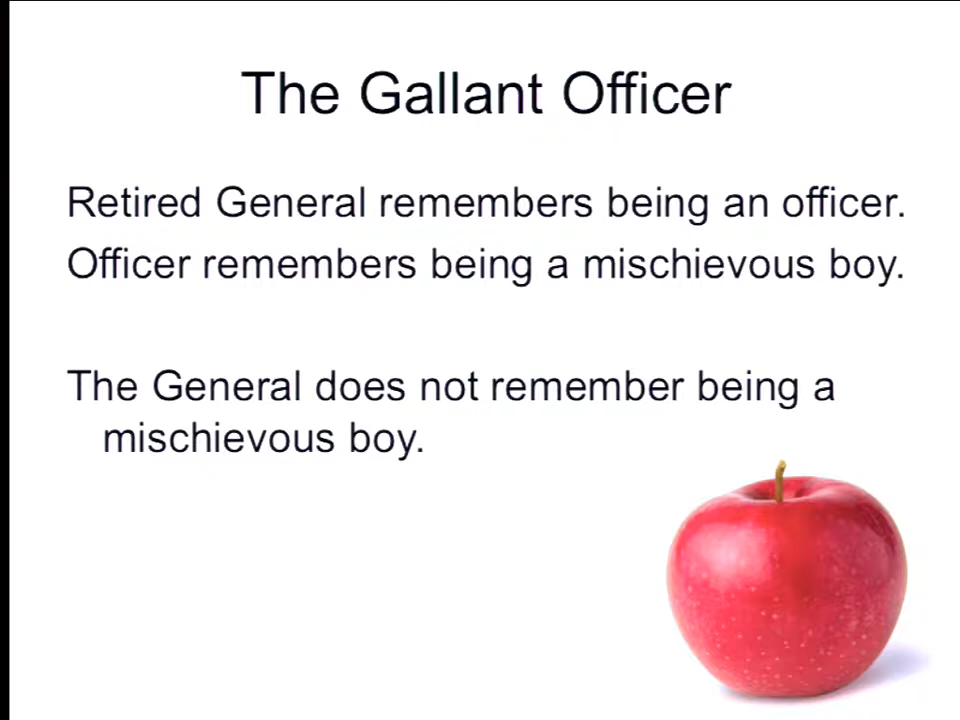 The Gallant Officer
Retired General remembers being an officer.
Officer remembers being a mischievous boy.
The General does not remember being a
mischievous boy.